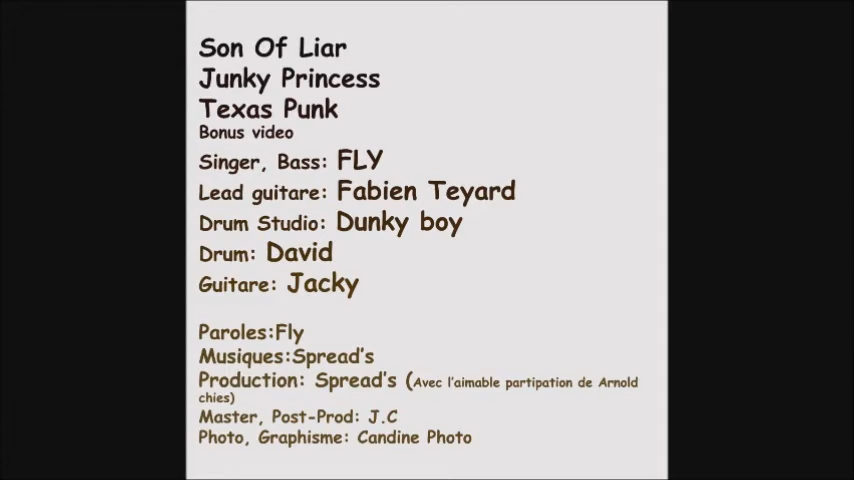 Son Of Liar
Junky Princess
Texas Punk
Bonus video
Singer, Bass: FLY
Lead guitare: Fabien Teyard
Drum Studio: Dunky boy
Drum: David
Guitare: Jacky
Paroles:Fly
Musiques:Spread's
Production: Spread's (Avec l'aimable partipation de Arnold
chies)
Master, Post-Prod: J.C
Photo, Graphisme: Candine Photo